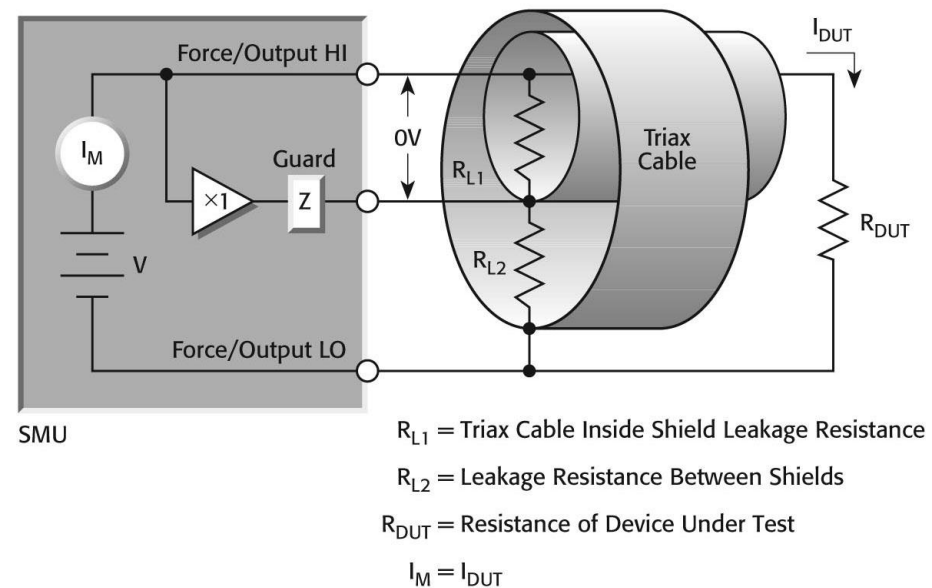 Force/Output HI
I_M
×1
Guard
Z
V
0V
R_L1
R_L2
Triax
Cable
I_DUT
R_DUT
Force/Output LO
SMU
R_L1 = Triax Cable Inside Shield Leakage Resistance
R_L2 = Leakage Resistance Between Shields
R_DUT = Resistance of Device Under Test
I_M = I_DUT